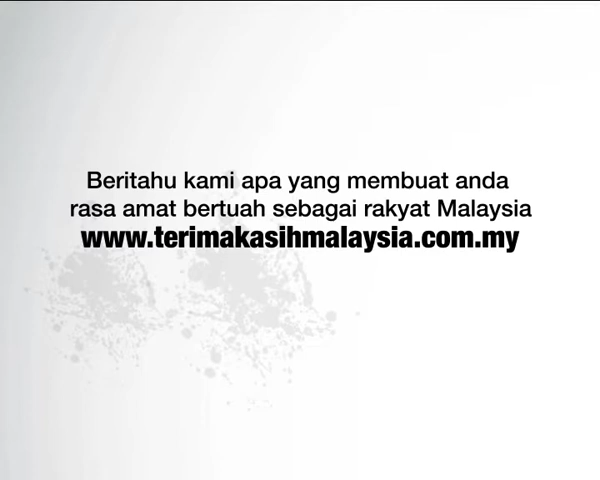 Beritahu kami apa yang membuat anda
rasa amat bertuah sebagai rakyat Malaysia
www.terimakasihmalaysia.com.my